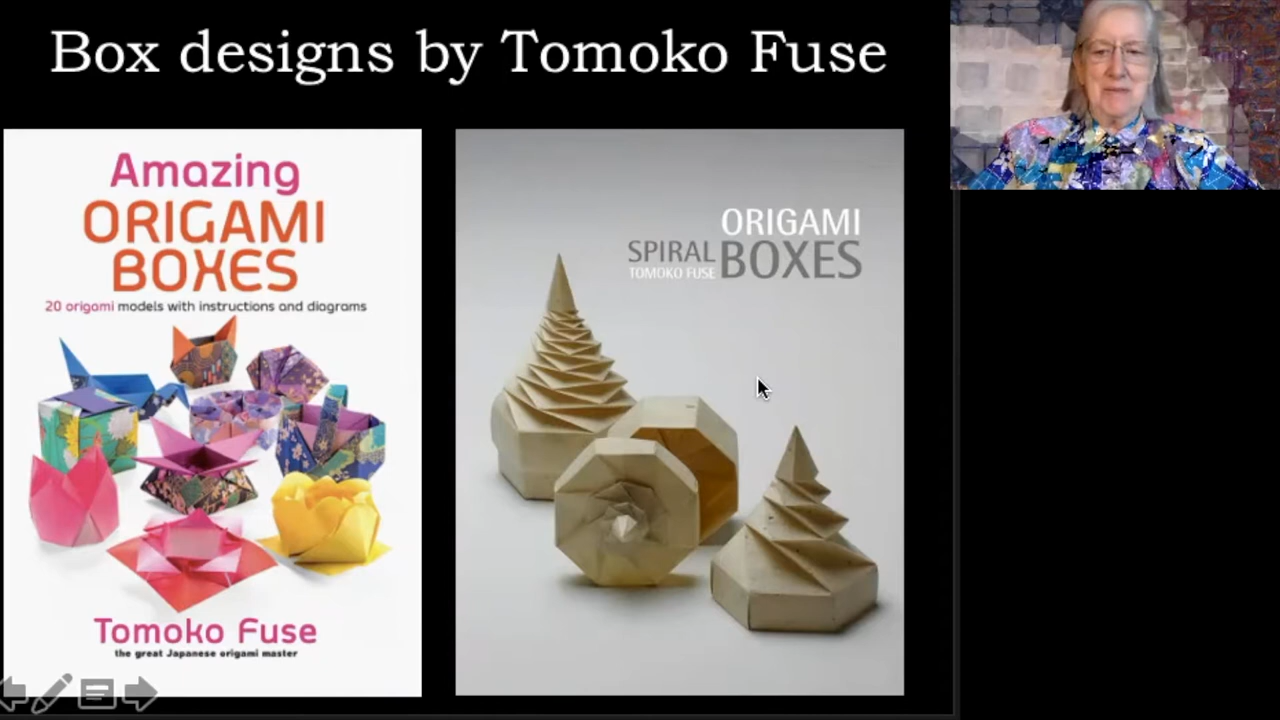 Box designs by Tomoko Fuse
Amazing
ORIGAMI
BOXES
20 origami models with instructions and diagrams
Tomoko Fuse
the great Japanese origami master
ORIGAMI
SPIRAL BOXES
TOMOKO FUSE